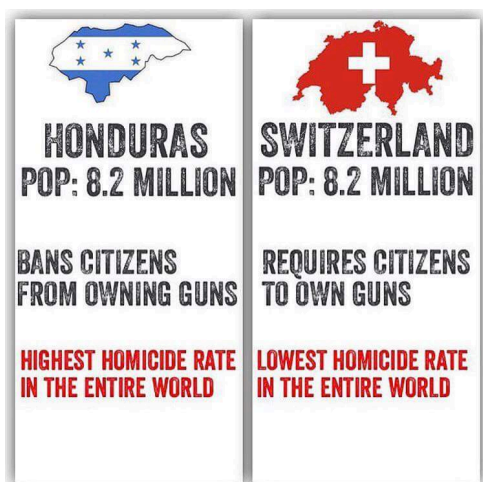 HONDURAS
POP: 8.2 MILLION
BANS CITIZENS
FROM OWNING GUNS
HIGHEST HOMICIDE RATE
IN THE ENTIRE WORLD
SWITZERLAND
POP: 8.2 MILLION
REQUIRES CITIZENS
TO OWN GUNS
LOWEST HOMICIDE RATE
IN THE ENTIRE WORLD